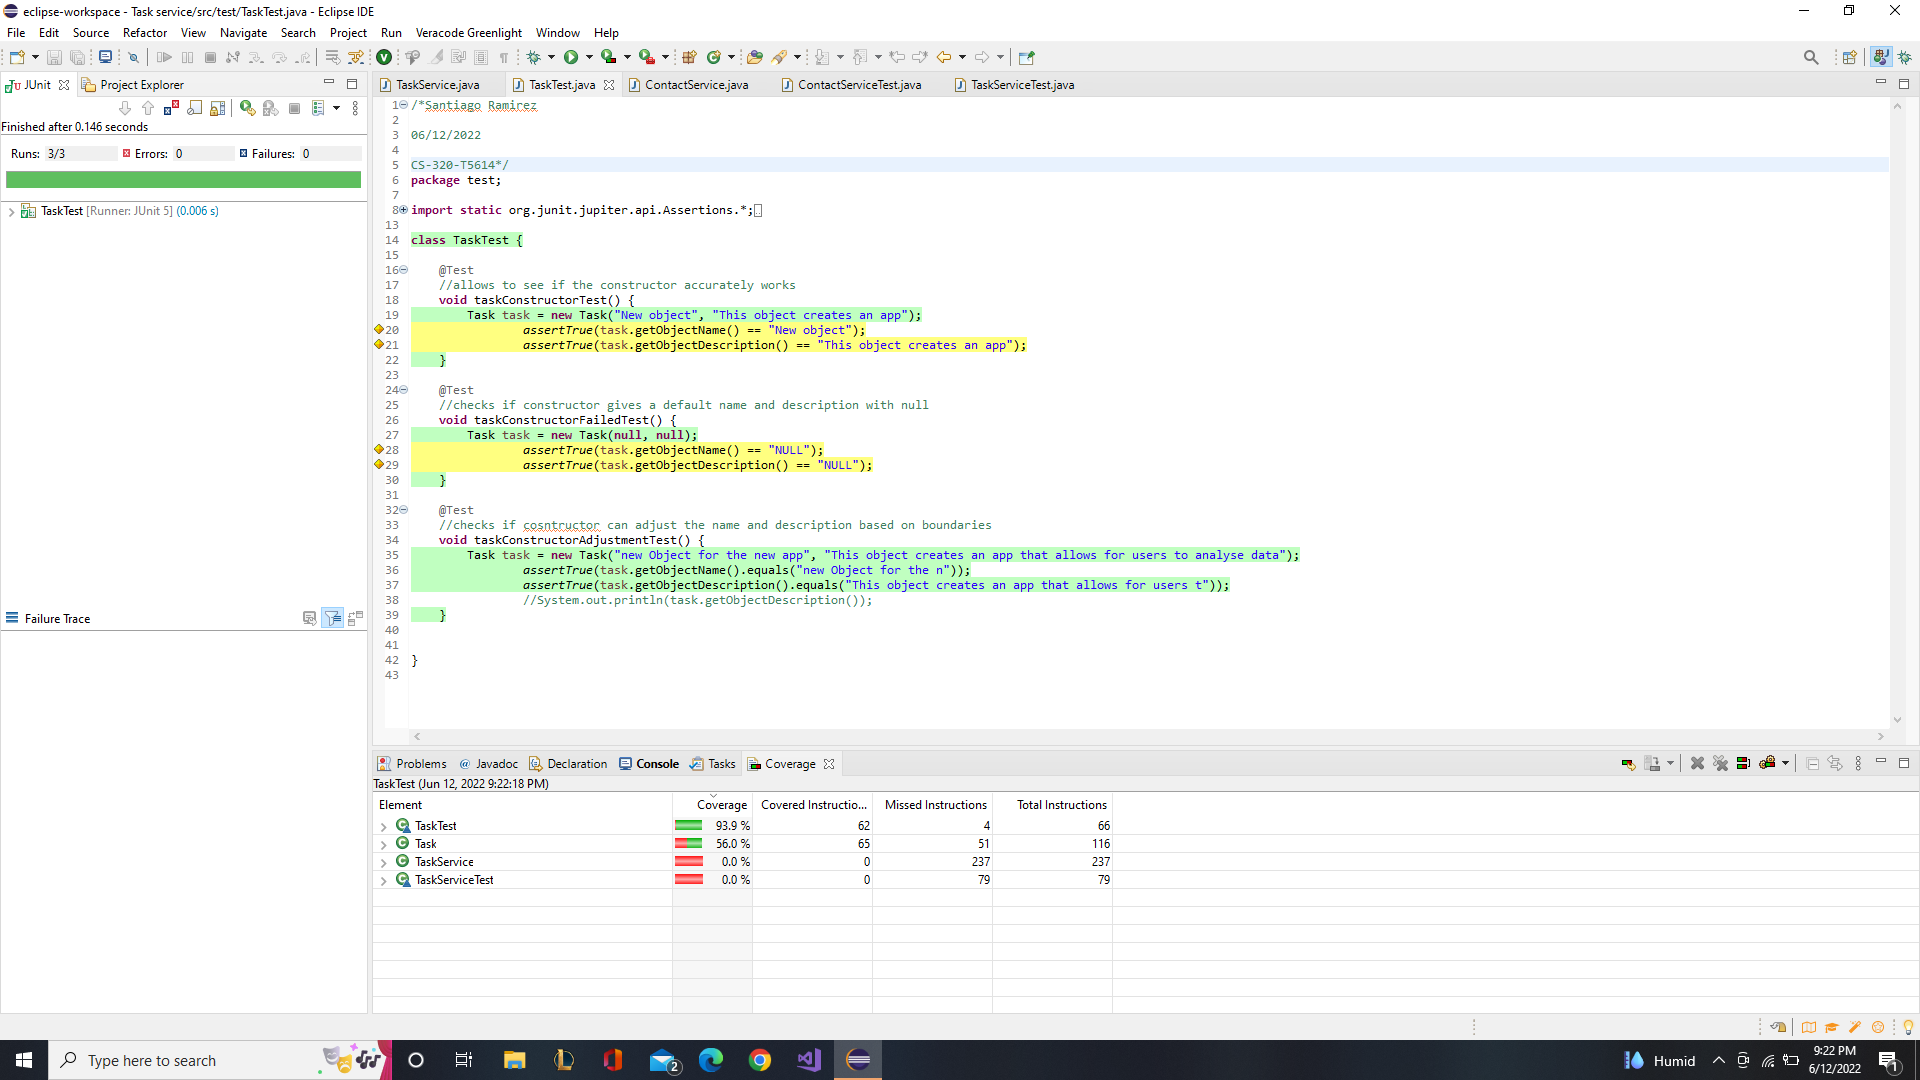 eclipse-workspace - Task service/src/test/TaskTest.java - Eclipse IDE
File Edit Source Refactor View Navigate Search Project Run Veracode Greenlight Window Help
JUnit Project Explorer
Finished after 0.146 seconds
Runs: 3/3 Errors: 0 Failures: 0
TaskTest [Runner: JUnit 5] (0.006 s)
Failure Trace
TaskService.java TaskTest.java ContactService.java ContactServiceTest.java TaskServiceTest.java
1 /*Santiago Ramirez
2
3 06/12/2022
4
5 CS-320-T5614*/
6 package test;
7
8 import static org.junit.jupiter.api.Assertions.*;
13
14 class TaskTest {
15
16 @Test
17 //allows to see if the constructor accurately works
18 void taskConstructorTest() {
19 Task task = new Task("New object", "This object creates an app");
20 assertTrue(task.getObjectName() == "New object");
21 assertTrue(task.getObjectDescription() == "This object creates an app");
22 }
23
24 @Test
25 //checks if constructor gives a default name and description with null
26 void taskConstructorFailedTest() {
27 Task task = new Task(null, null);
28 assertTrue(task.getObjectName() == "NULL");
29 assertTrue(task.getObjectDescription() == "NULL");
30 }
31
32 @Test
33 //checks if cosntructor can adjust the name and description based on boundaries
34 void taskConstructorAdjustmentTest() {
35 Task task = new Task("new Object for the new app", "This object creates an app that allows for users to analyse data");
36 assertTrue(task.getObjectName().equals("new Object for the n"));
37 assertTrue(task.getObjectDescription().equals("This object creates an app that allows for users t"));
38 //System.out.println(task.getObjectDescription());
39 }
40
41
42 }
43
Problems Javadoc Declaration Console Tasks Coverage
TaskTest (Jun 12, 2022 9:22:18 PM)
Element Coverage Covered Instructio... Missed Instructions Total Instructions
TaskTest 93.9 % 62 4 66
Task 56.0 % 65 51 116
TaskService 0.0 % 0 237 237
TaskServiceTest 0.0 % 0 79 79
Type here to search
2
Humid
9:22 PM
6/12/2022
1